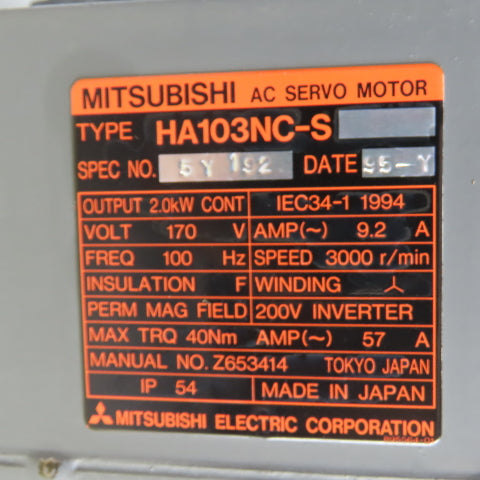 MITSUBISHI AC SERVO MOTOR
TYPE HA103NC-S
SPEC NO. 5Y192 DATE 95-Y
OUTPUT 2.0kW CONT IEC34-1 1994
VOLT 170 V AMP(~) 9.2 A
FREQ 100 Hz SPEED 3000 r/min
INSULATION F WINDING
PERM MAG FIELD 200V INVERTER
MAX TRQ 40Nm AMP(~) 57 A
MANUAL NO. Z653414 TOKYO JAPAN
IP 54 MADE IN JAPAN
MITSUBISHI ELECTRIC CORPORATION